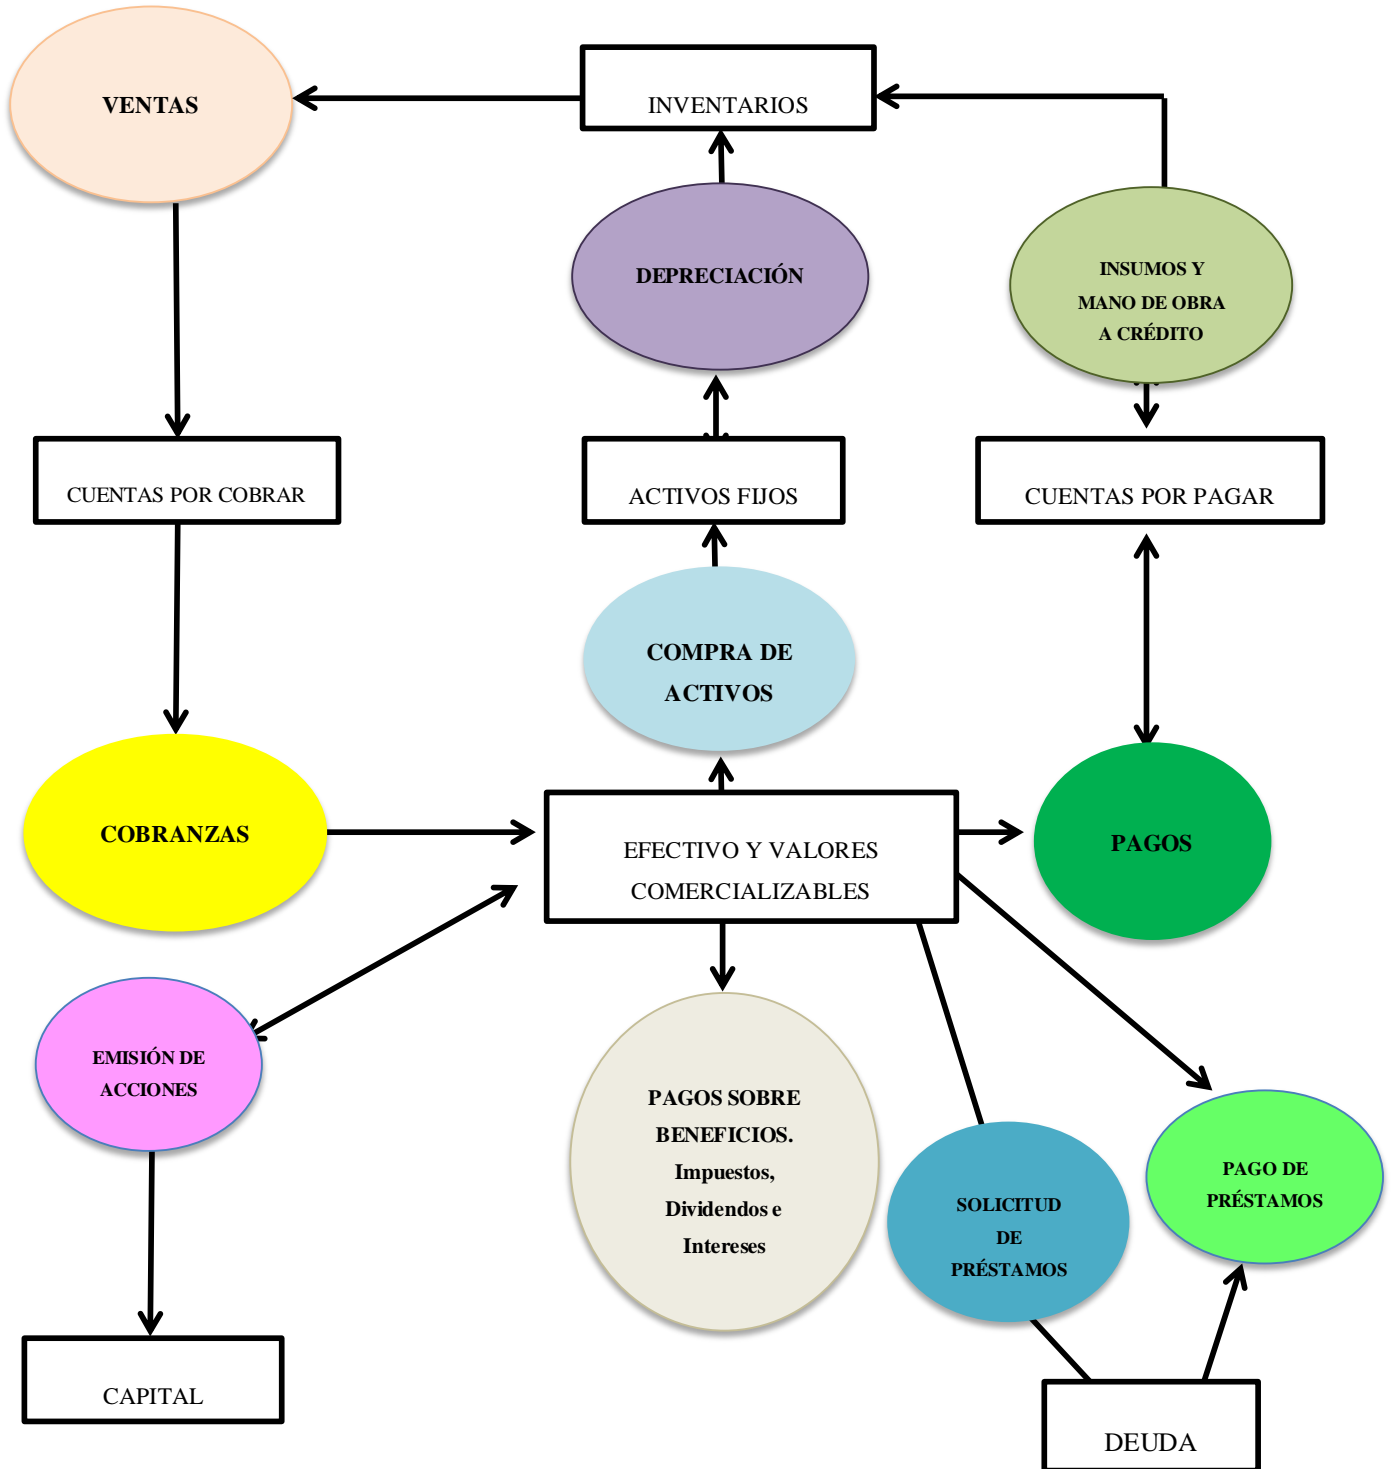 VENTAS
INVENTARIOS
DEPRECIACIÓN
INSUMOS Y
MANO DE OBRA
A CRÉDITO
CUENTAS POR COBRAR
ACTIVOS FIJOS
CUENTAS POR PAGAR
COMPRA DE
ACTIVOS
COBRANZAS
EFECTIVO Y VALORES
COMERCIALIZABLES
PAGOS
EMISIÓN DE
ACCIONES
PAGOS SOBRE
BENEFICIOS.
Impuestos,
Dividendos e
Intereses
SOLICITUD
DE
PRÉSTAMOS
PAGO DE
PRÉSTAMOS
CAPITAL
DEUDA